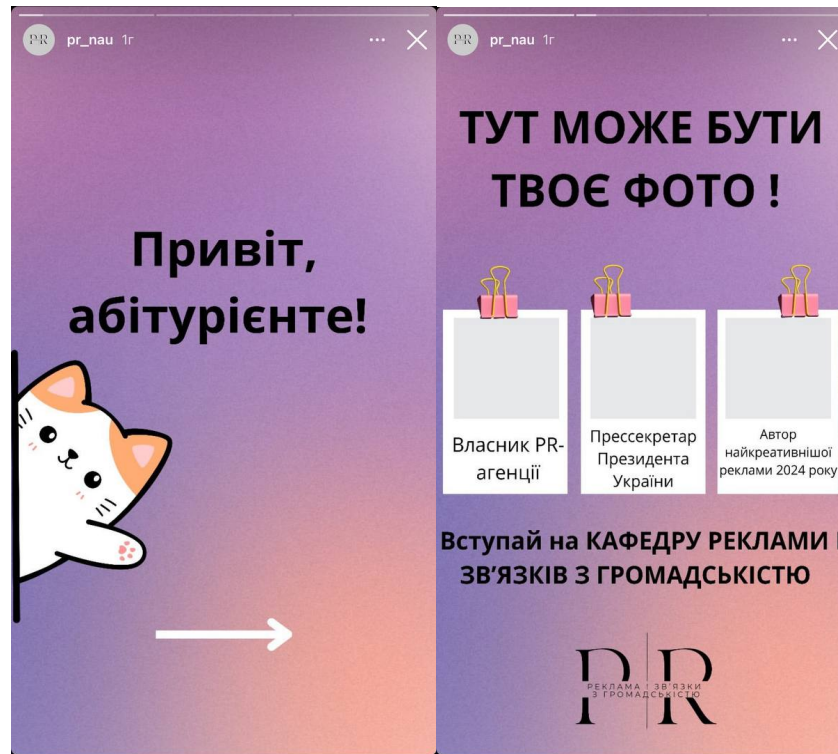 PR pr_nau 1г
Привіт,
абітурієнте!
PR pr_nau 1г
ТУТ МОЖЕ БУТИ
ТВОЄ ФОТО !
Власник PR-
агенції
Прессекретар
Президента
України
Автор
найкреативнішої
реклами 2024 року
Вступай на КАФЕДРУ РЕКЛАМИ
ЗВ’ЯЗКІВ З ГРОМАДСЬКІСТЮ
PR
РЕКЛАМА І ЗВ'ЯЗКИ
З ГРОМАДСЬКІСТЮ